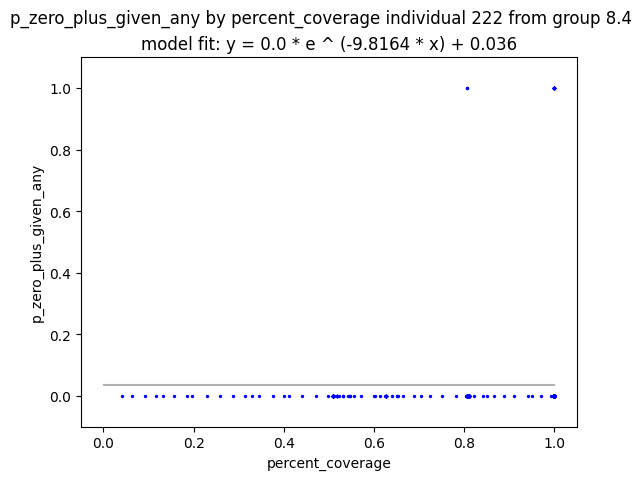 p_zero_plus_given_any by percent_coverage individual 222 from group 8.4
model fit: y = 0.0 * e ^ (-9.8164 * x) + 0.036
1.0
0.8
0.6
0.4
0.2
0.0
p_zero_plus_given_any
0.0 0.2 0.4 0.6 0.8 1.0
percent_coverage